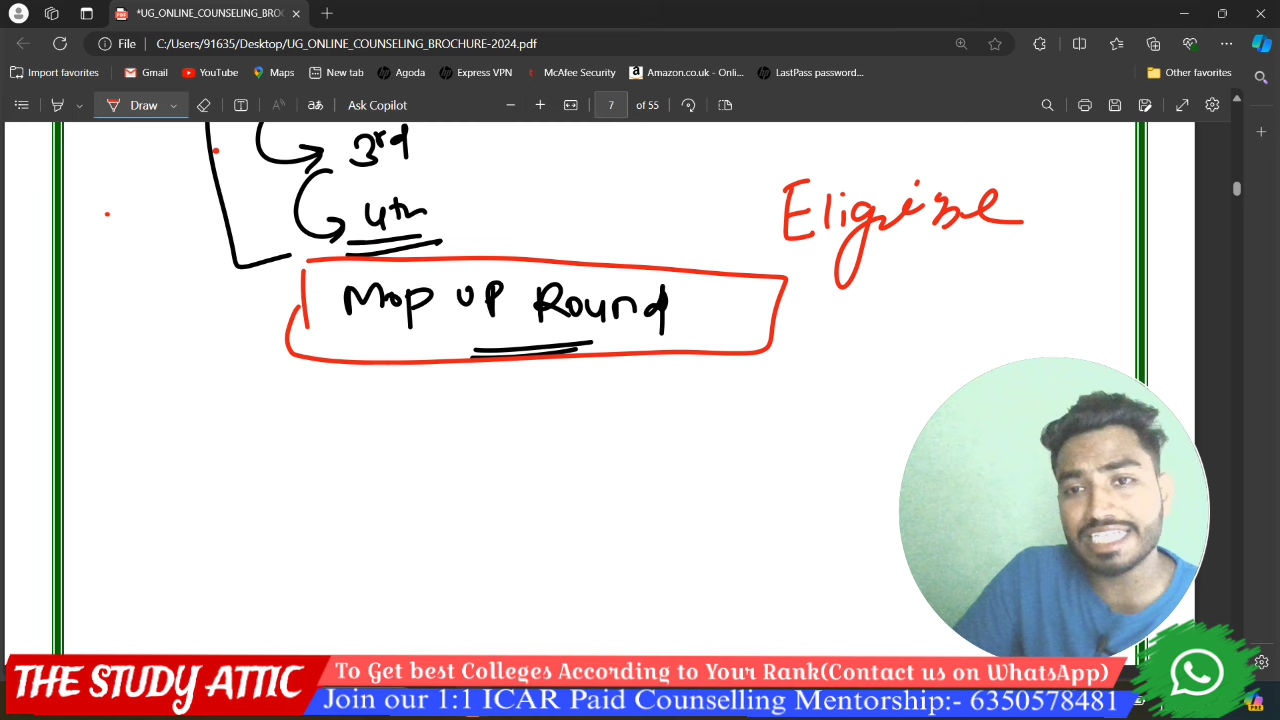 *UG_ONLINE_COUNSELING_BROC
File C:/Users/91635/Desktop/UG_ONLINE_COUNSELING_BROCHURE-2024.pdf
Import favorites Gmail YouTube Maps New tab Agoda Express VPN McAfee Security Amazon.co.uk - Onli... LastPass password... Other favorites
Draw aあ Ask Copilot 7 of 55
3rd
4th
Eligible
Mop UP Round
THE STUDY ATTIC
To Get best Colleges According to Your Rank(Contact us on WhatsApp)
Join our 1:1 ICAR Paid Counselling Mentorship:- 6350578481